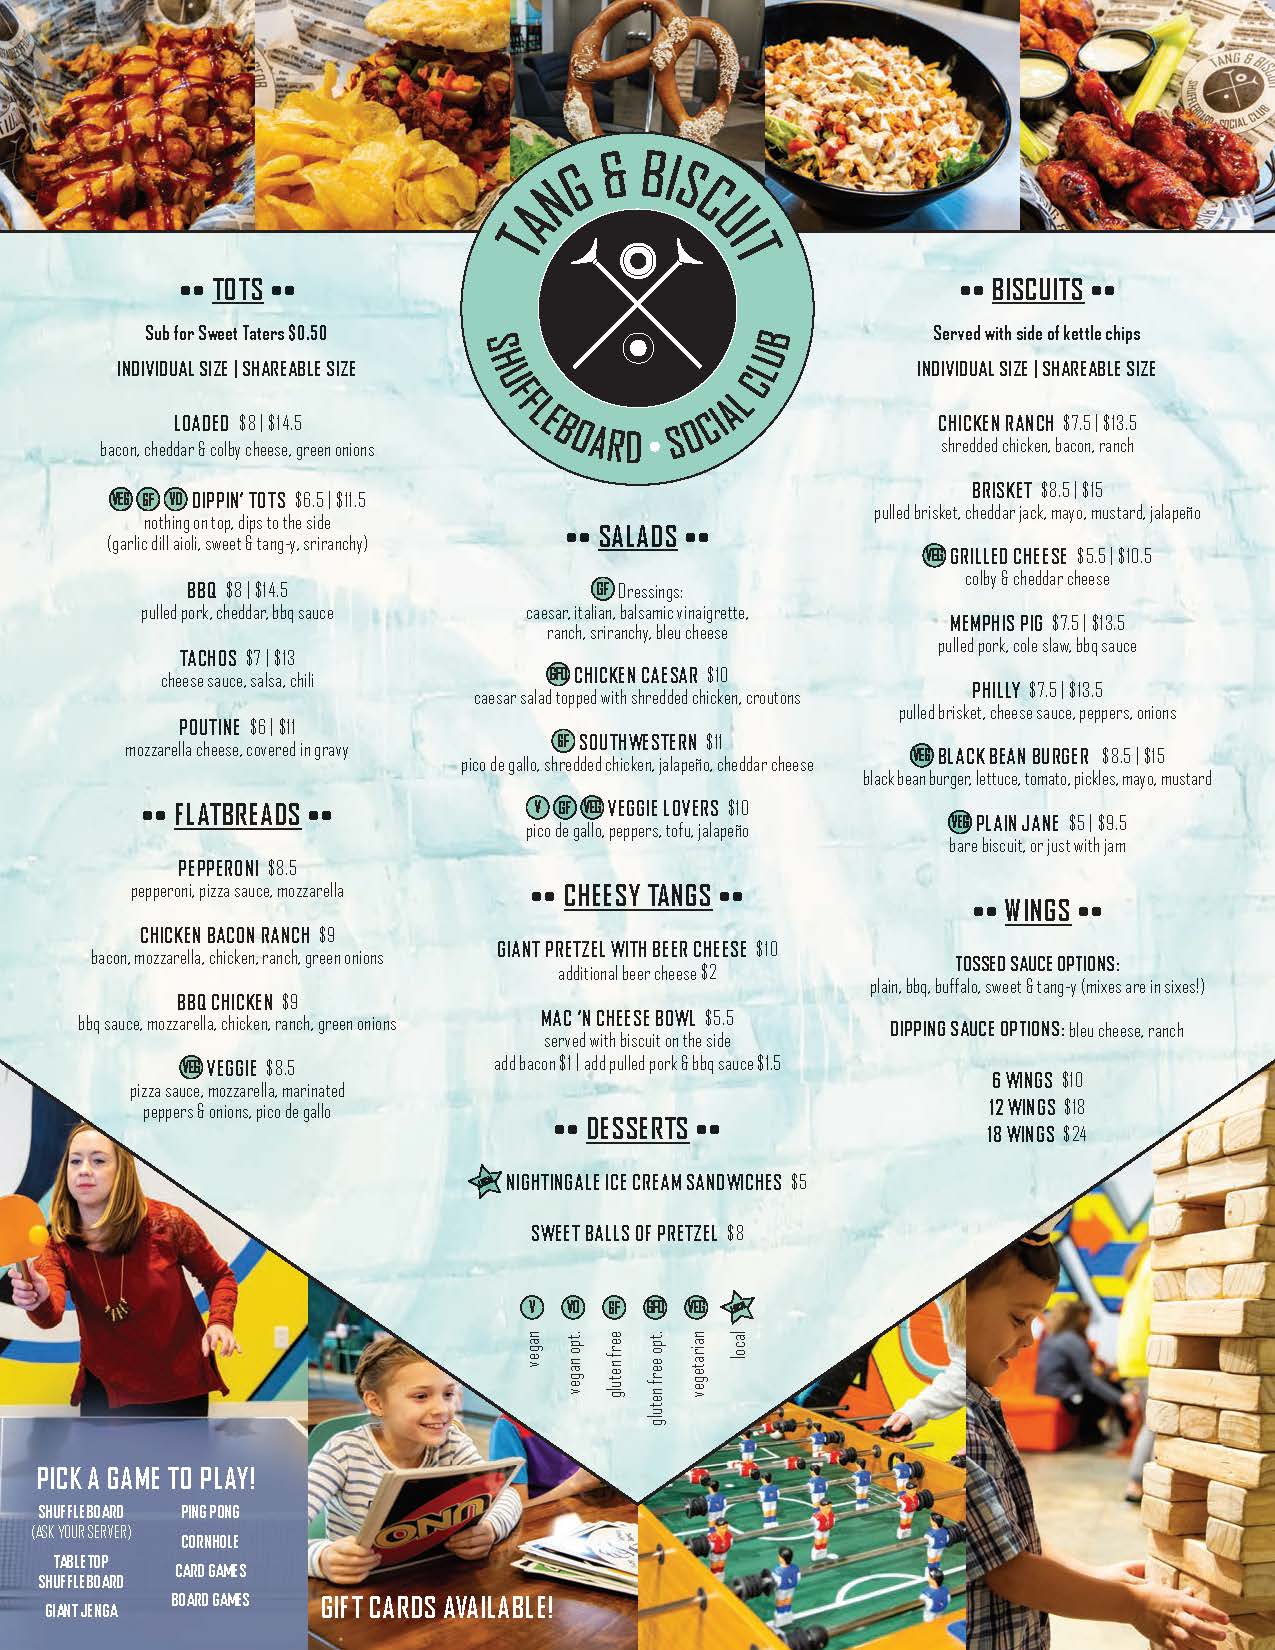 TANG & BISCUIT
SHUFFLEBOARD • SOCIAL CLUB
TANG & BISCUIT
SOCIAL CLUB
•• TOTS ••
Sub for Sweet Taters $0.50
INDIVIDUAL SIZE | SHAREABLE SIZE
LOADED $8 | $14.5
bacon, cheddar & colby cheese, green onions
VEG GF VO DIPPIN' TOTS $6.5 | $11.5
nothing on top, dips to the side
(garlic dill aioli, sweet & tang-y, sriranchy)
BBQ $8 | $14.5
pulled pork, cheddar, bbq sauce
TACHOS $7 | $13
cheese sauce, salsa, chili
POUTINE $6 | $11
mozzarella cheese, covered in gravy
•• FLATBREADS ••
PEPPERONI $8.5
pepperoni, pizza sauce, mozzarella
CHICKEN BACON RANCH $9
bacon, mozzarella, chicken, ranch, green onions
BBQ CHICKEN $9
bbq sauce, mozzarella, chicken, ranch, green onions
VEG VEGGIE $8.5
pizza sauce, mozzarella, marinated
peppers & onions, pico de gallo
•• SALADS ••
GF Dressings:
caesar, italian, balsamic vinaigrette,
ranch, sriranchy, bleu cheese
GFO CHICKEN CAESAR $10
caesar salad topped with shredded chicken, croutons
GF SOUTHWESTERN $11
pico de gallo, shredded chicken, jalapeño, cheddar cheese
V GF VEG VEGGIE LOVERS $10
pico de gallo, peppers, tofu, jalapeño
•• CHEESY TANGS ••
GIANT PRETZEL WITH BEER CHEESE $10
additional beer cheese $2
MAC 'N CHEESE BOWL $5.5
served with biscuit on the side
add bacon $1 | add pulled pork & bbq sauce $1.5
•• DESSERTS ••
NIGHTINGALE ICE CREAM SANDWICHES $5
SWEET BALLS OF PRETZEL $8
V VO GF GFO VEG
vegan
vegan opt.
gluten free
gluten free opt.
vegetarian
local
•• BISCUITS ••
Served with side of kettle chips
INDIVIDUAL SIZE | SHAREABLE SIZE
CHICKEN RANCH $7.5 | $13.5
shredded chicken, bacon, ranch
BRISKET $8.5 | $15
pulled brisket, cheddar jack, mayo, mustard, jalapeño
VEG GRILLED CHEESE $5.5 | $10.5
colby & cheddar cheese
MEMPHIS PIG $7.5 | $13.5
pulled pork, cole slaw, bbq sauce
PHILLY $7.5 | $13.5
pulled brisket, cheese sauce, peppers, onions
VEG BLACK BEAN BURGER $8.5 | $15
black bean burger, lettuce, tomato, pickles, mayo, mustard
VEG PLAIN JANE $5 | $9.5
bare biscuit, or just with jam
•• WINGS ••
TOSSED SAUCE OPTIONS:
plain, bbq, buffalo, sweet & tang-y (mixes are in sixes!)
DIPPING SAUCE OPTIONS: bleu cheese, ranch
6 WINGS $10
12 WINGS $18
18 WINGS $24
PICK A GAME TO PLAY!
SHUFFLEBOARD
(ASK YOUR SERVER)
TABLE TOP
SHUFFLEBOARD
GIANT JENGA
PING PONG
CORNHOLE
CARD GAMES
BOARD GAMES
UNO
GIFT CARDS AVAILABLE!